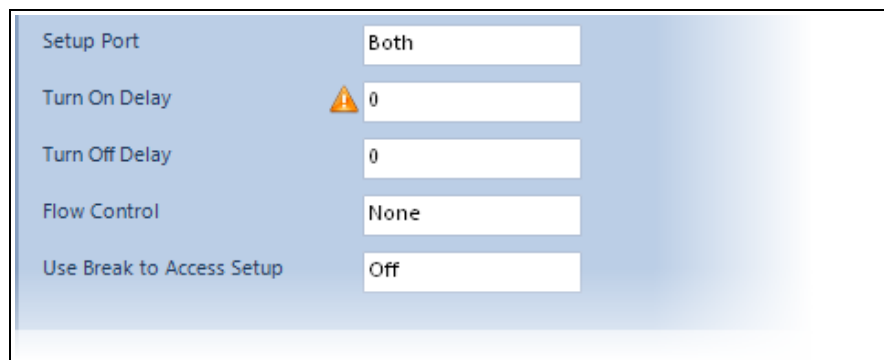 Setup Port Both
Turn On Delay 0
Turn Off Delay 0
Flow Control None
Use Break to Access Setup Off